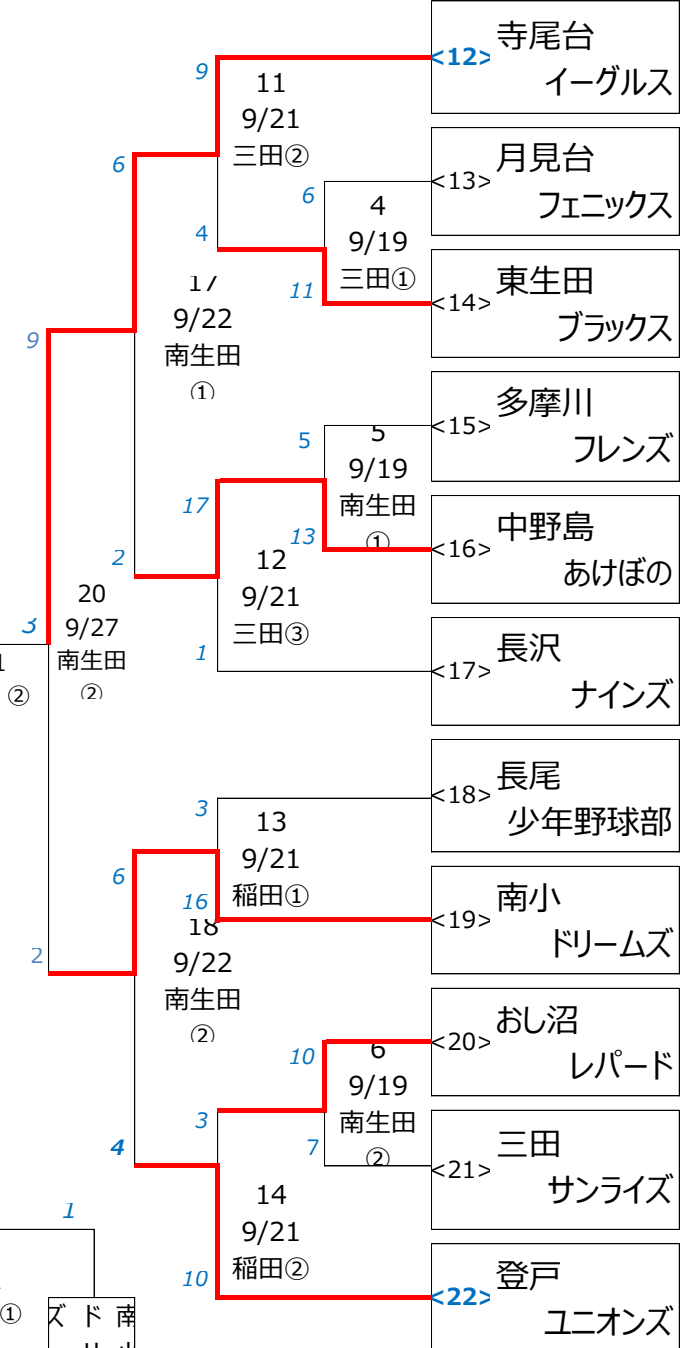 寺尾台
<12>
イーグルス
9
11
9/21
三田②
月見台
<13>
フェニックス
6
6
4
9/19
三田①
4
東生田
<14>
ブラックス
11
17
9/22
南生田
①
9
多摩川
<15>
フレンズ
5
5
9/19
南生田
①
17
13
中野島
<16>
あけぼの
2
12
9/21
三田③
20
9/27
南生田
②
3
②
1
長沢
<17>
ナインズ
長尾
<18>
少年野球部
3
13
9/21
稲田①
6
16
南小
<19>
ドリームズ
18
9/22
南生田
②
2
おし沼
<20>
レパード
10
6
9/19
南生田
②
3
7
4
三田
<21>
サンライズ
14
9/21
稲田②
1
10
登戸
<22>
ユニオンズ
①